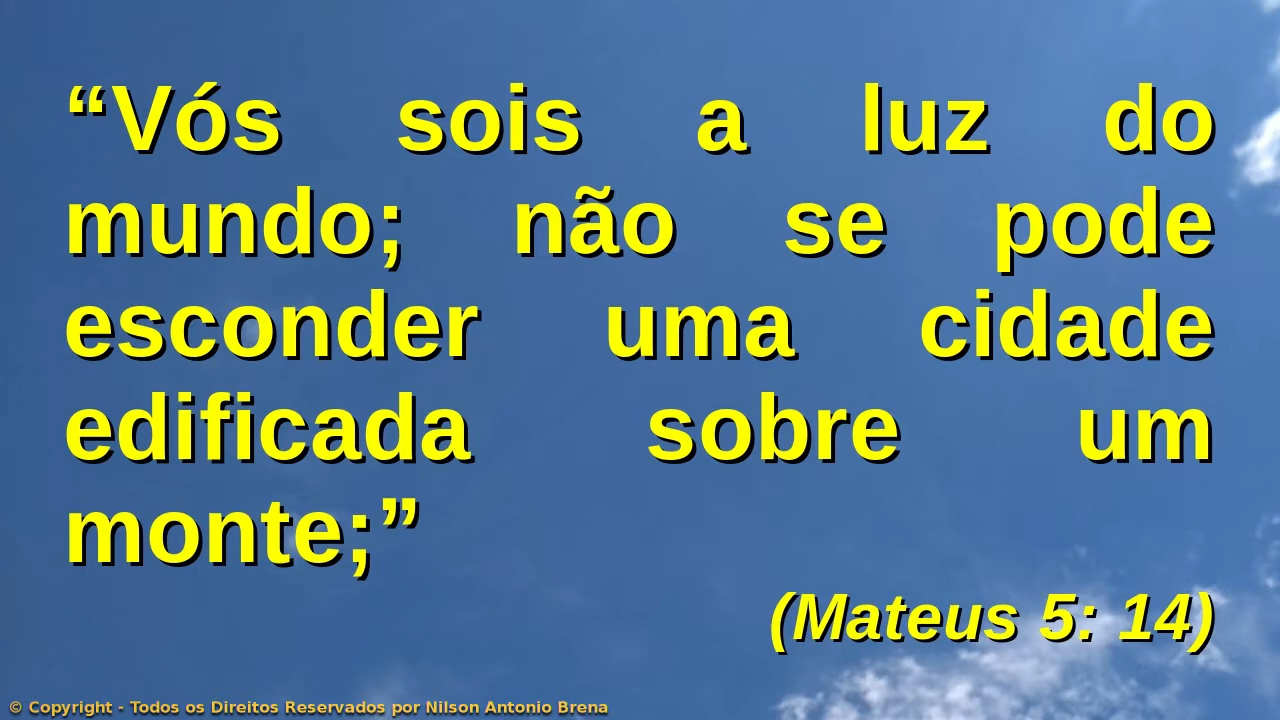 “Vós sois a luz do
mundo; não se pode
esconder uma cidade
edificada sobre um
monte;”
(Mateus 5: 14)
© Copyright - Todos os Direitos Reservados por Nilson Antonio Brena